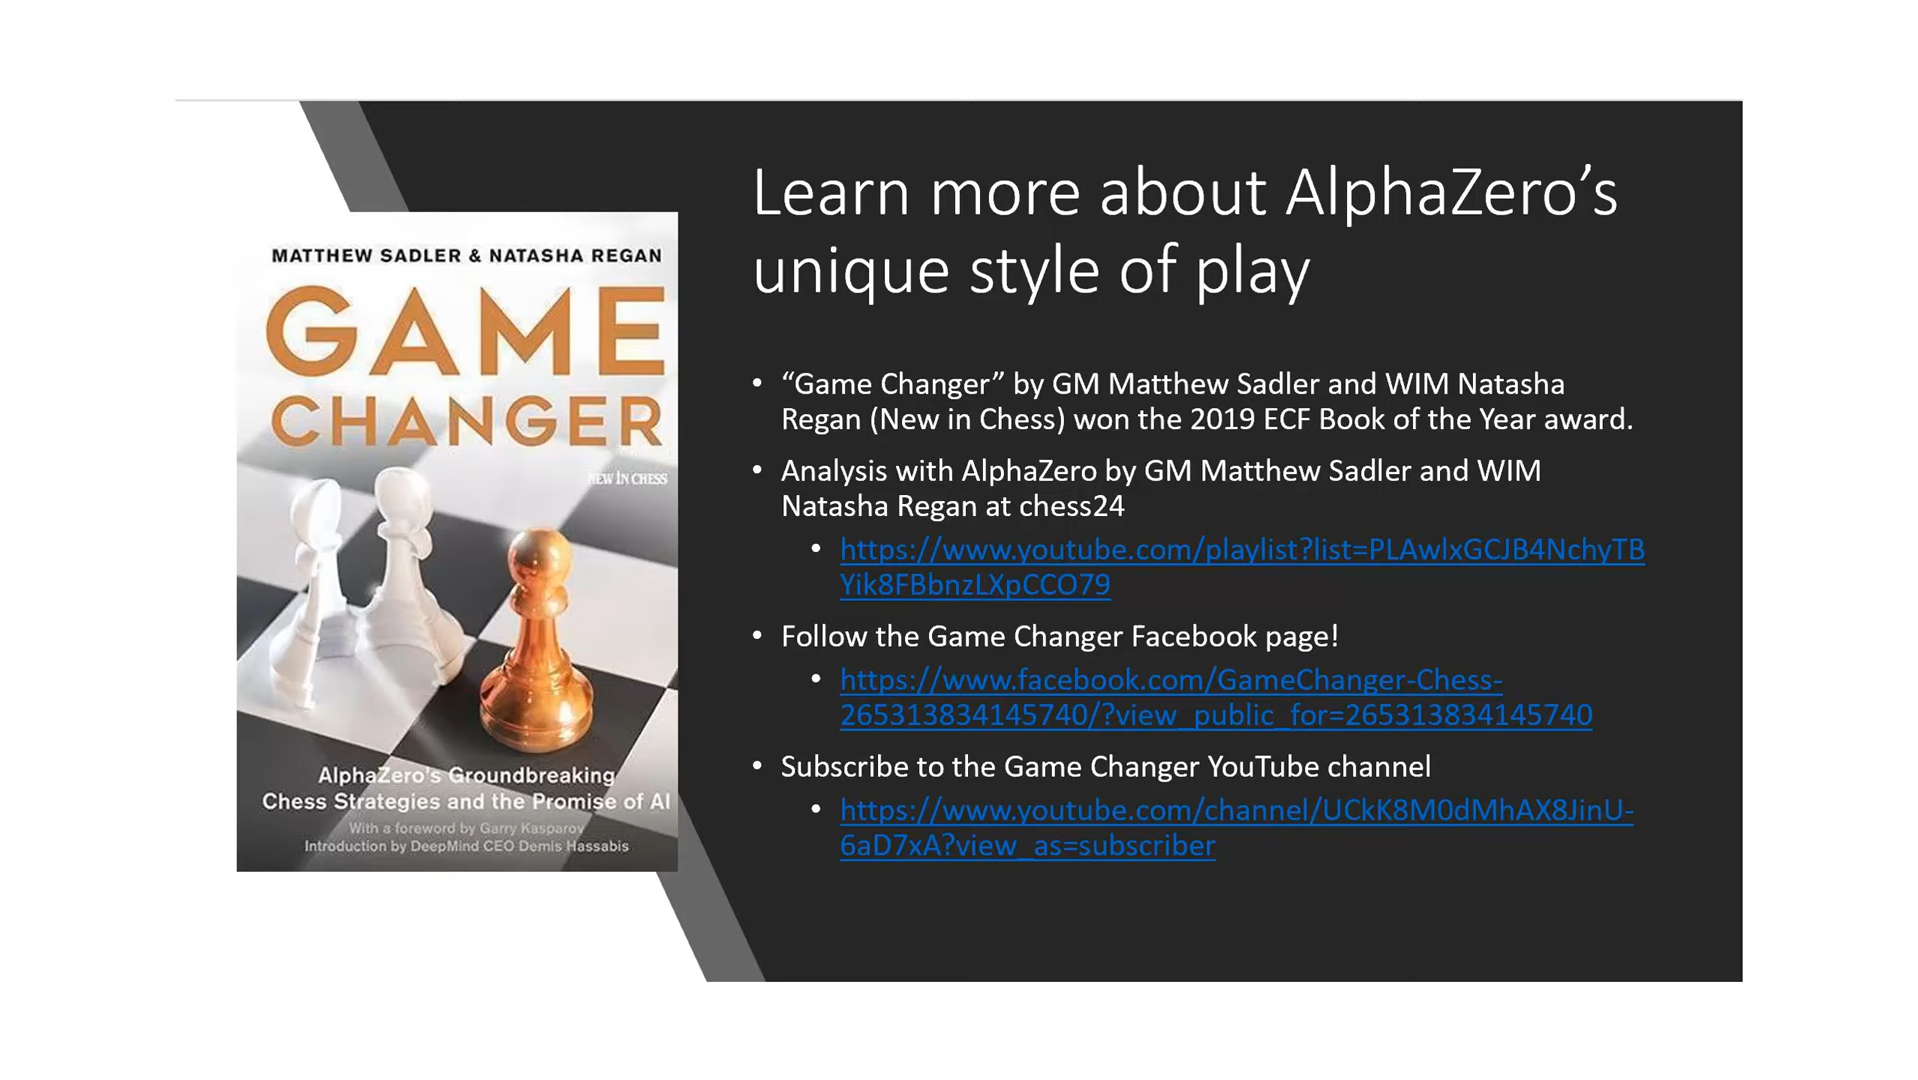 MATTHEW SADLER & NATASHA REGAN
GAME
CHANGER
NEW IN CHESS
AlphaZero's Groundbreaking
Chess Strategies and the Promise of AI
With a foreword by Garry Kasparov
Introduction by DeepMind CEO Demis Hassabis
Learn more about AlphaZero’s
unique style of play
• “Game Changer” by GM Matthew Sadler and WIM Natasha
Regan (New in Chess) won the 2019 ECF Book of the Year award.
• Analysis with AlphaZero by GM Matthew Sadler and WIM
Natasha Regan at chess24
• https://www.youtube.com/playlist?list=PLAwlxGCJB4NchyTB
Yik8FBbnzLXpCCO79
• Follow the Game Changer Facebook page!
• https://www.facebook.com/GameChanger-Chess-
265313834145740/?view_public_for=265313834145740
• Subscribe to the Game Changer YouTube channel
• https://www.youtube.com/channel/UCkK8M0dMhAX8JinU-
6aD7xA?view_as=subscriber